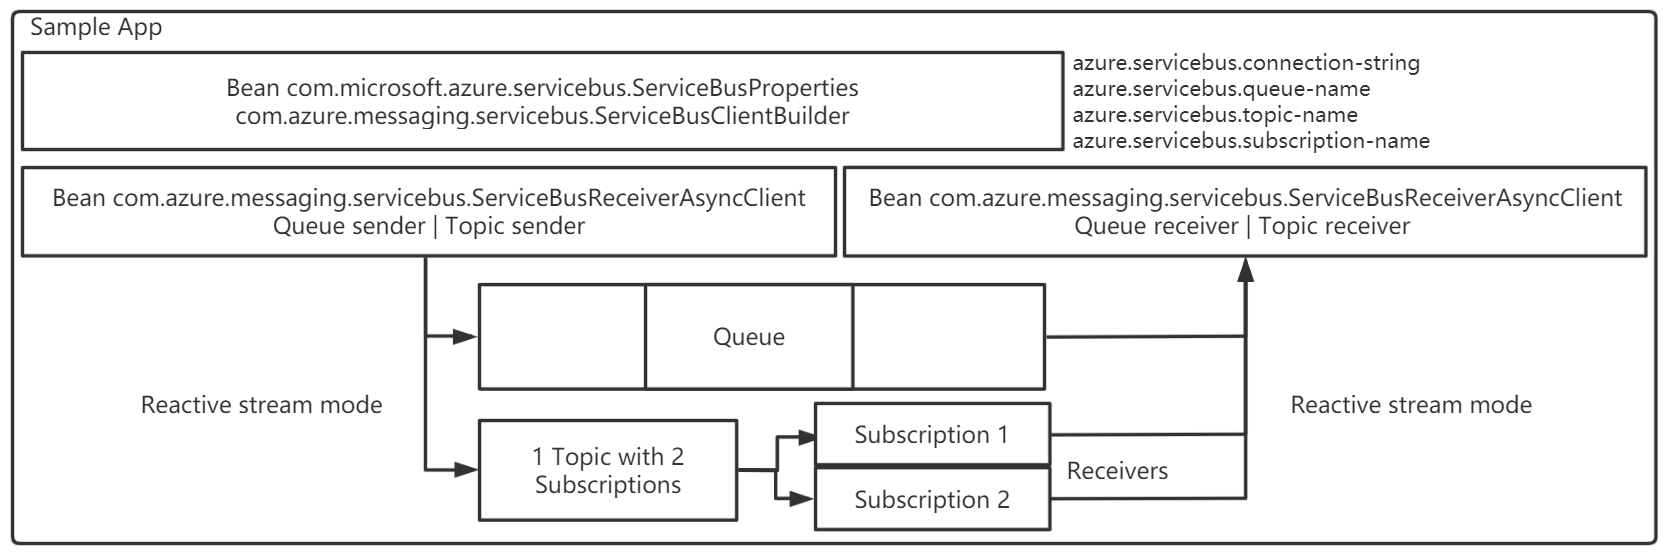 Sample App
Bean com.microsoft.azure.servicebus.ServiceBusProperties
com.azure.messaging.servicebus.ServiceBusClientBuilder
azure.servicebus.connection-string
azure.servicebus.queue-name
azure.servicebus.topic-name
azure.servicebus.subscription-name
Bean com.azure.messaging.servicebus.ServiceBusReceiverAsyncClient
Queue sender | Topic sender
Bean com.azure.messaging.servicebus.ServiceBusReceiverAsyncClient
Queue receiver | Topic receiver
Queue
Reactive stream mode
Reactive stream mode
1 Topic with 2
Subscriptions
Subscription 1
Receivers
Subscription 2